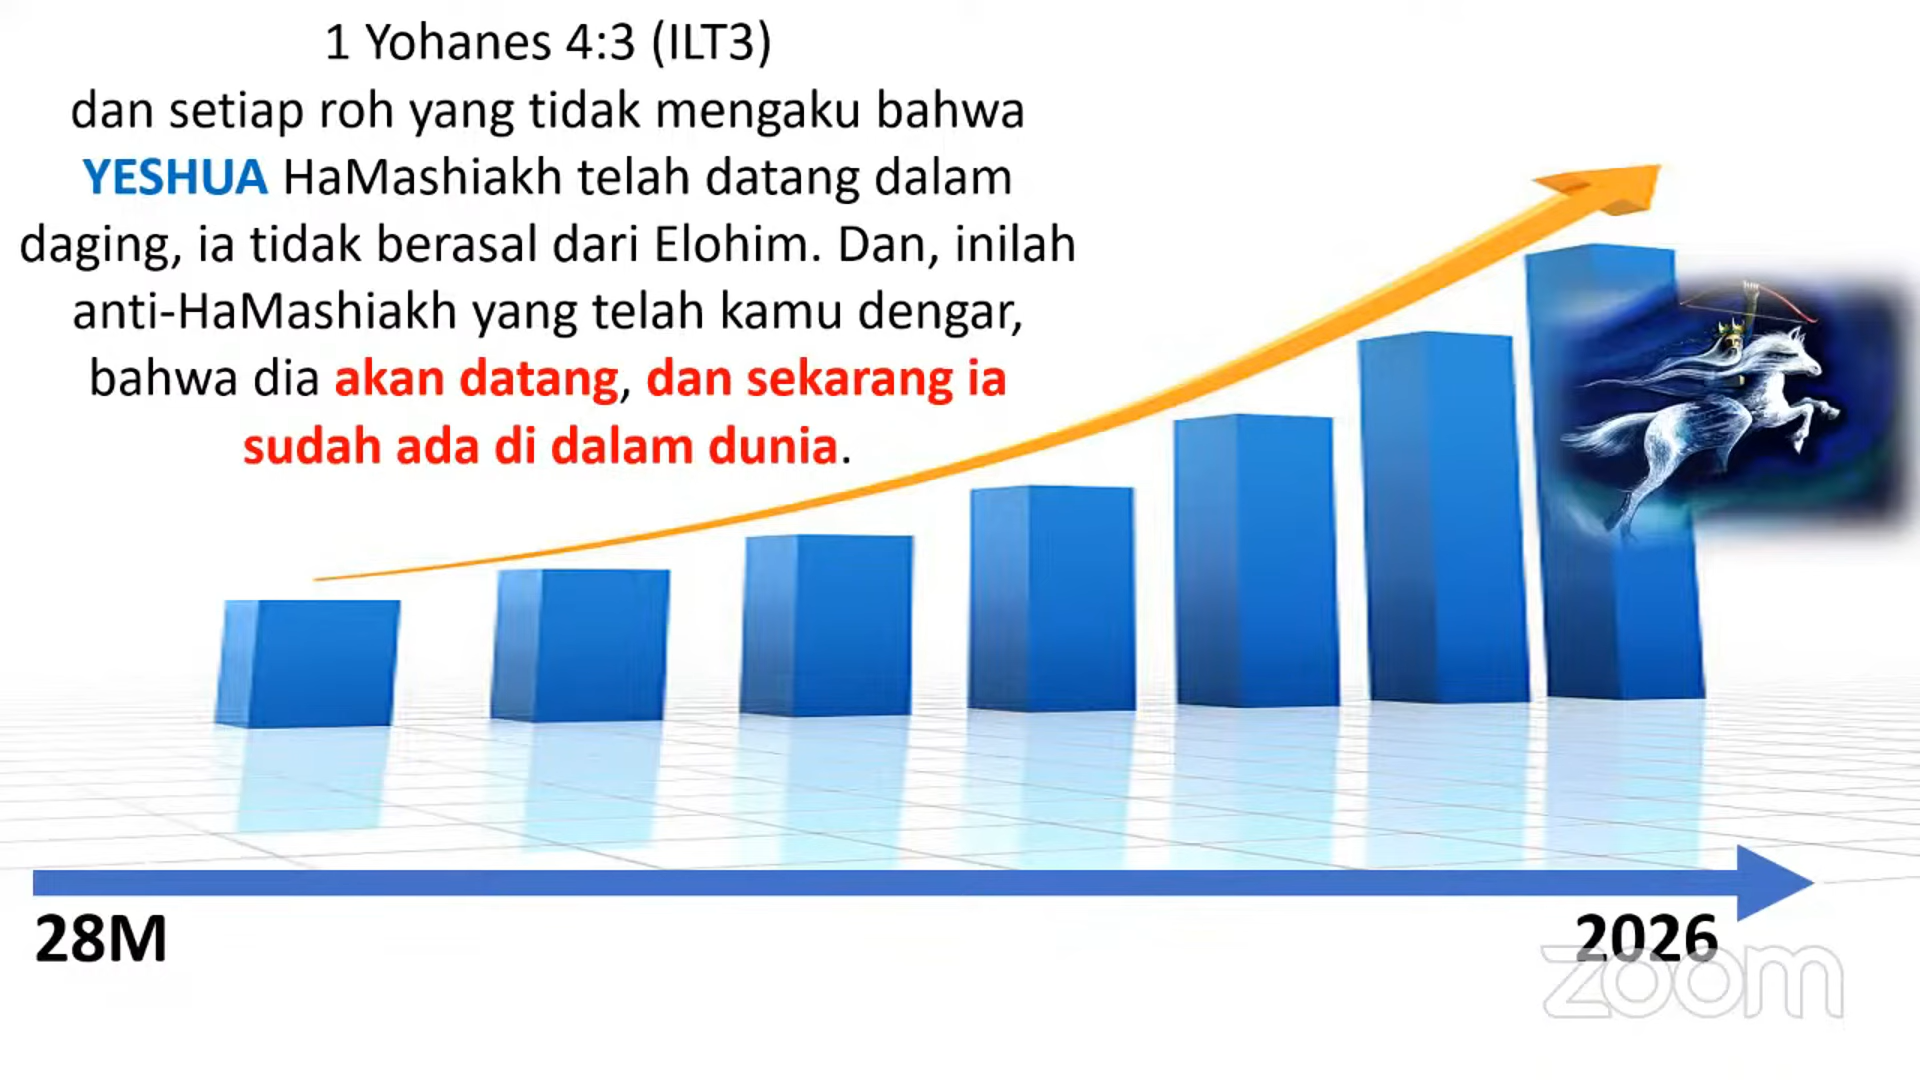 1 Yohanes 4:3 (ILT3)
dan setiap roh yang tidak mengaku bahwa
YESHUA HaMashiakh telah datang dalam
daging, ia tidak berasal dari Elohim. Dan, inilah
anti-HaMashiakh yang telah kamu dengar,
bahwa dia akan datang, dan sekarang ia
sudah ada di dalam dunia.
28M
2026
zoom